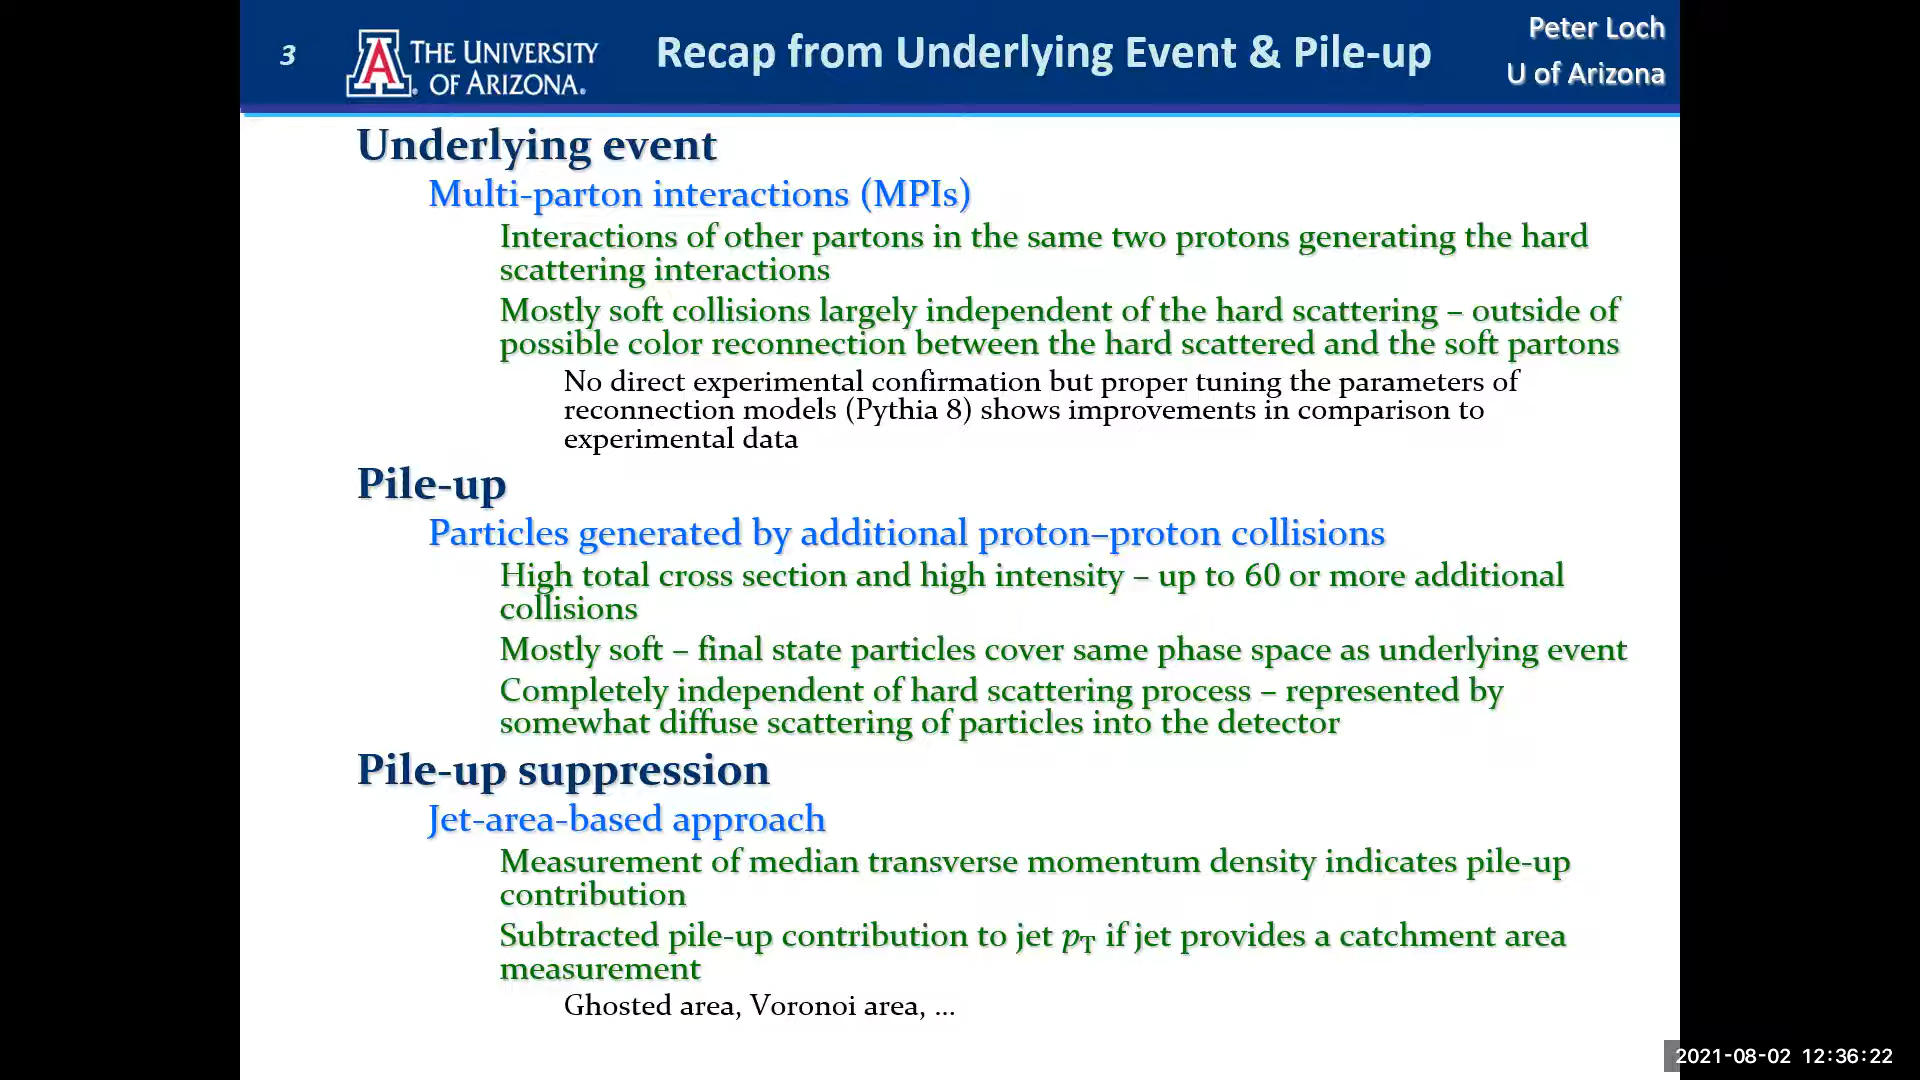 3
THE UNIVERSITY
OF ARIZONA.
Recap from Underlying Event & Pile-up
Peter Loch
U of Arizona
Underlying event
Multi-parton interactions (MPIs)
Interactions of other partons in the same two protons generating the hard
scattering interactions
Mostly soft collisions largely independent of the hard scattering – outside of
possible color reconnection between the hard scattered and the soft partons
No direct experimental confirmation but proper tuning the parameters of
reconnection models (Pythia 8) shows improvements in comparison to
experimental data
Pile-up
Particles generated by additional proton–proton collisions
High total cross section and high intensity – up to 60 or more additional
collisions
Mostly soft – final state particles cover same phase space as underlying event
Completely independent of hard scattering process – represented by
somewhat diffuse scattering of particles into the detector
Pile-up suppression
Jet-area-based approach
Measurement of median transverse momentum density indicates pile-up
contribution
Subtracted pile-up contribution to jet pT if jet provides a catchment area
measurement
Ghosted area, Voronoi area, ...
2021-08-02 12:36:22